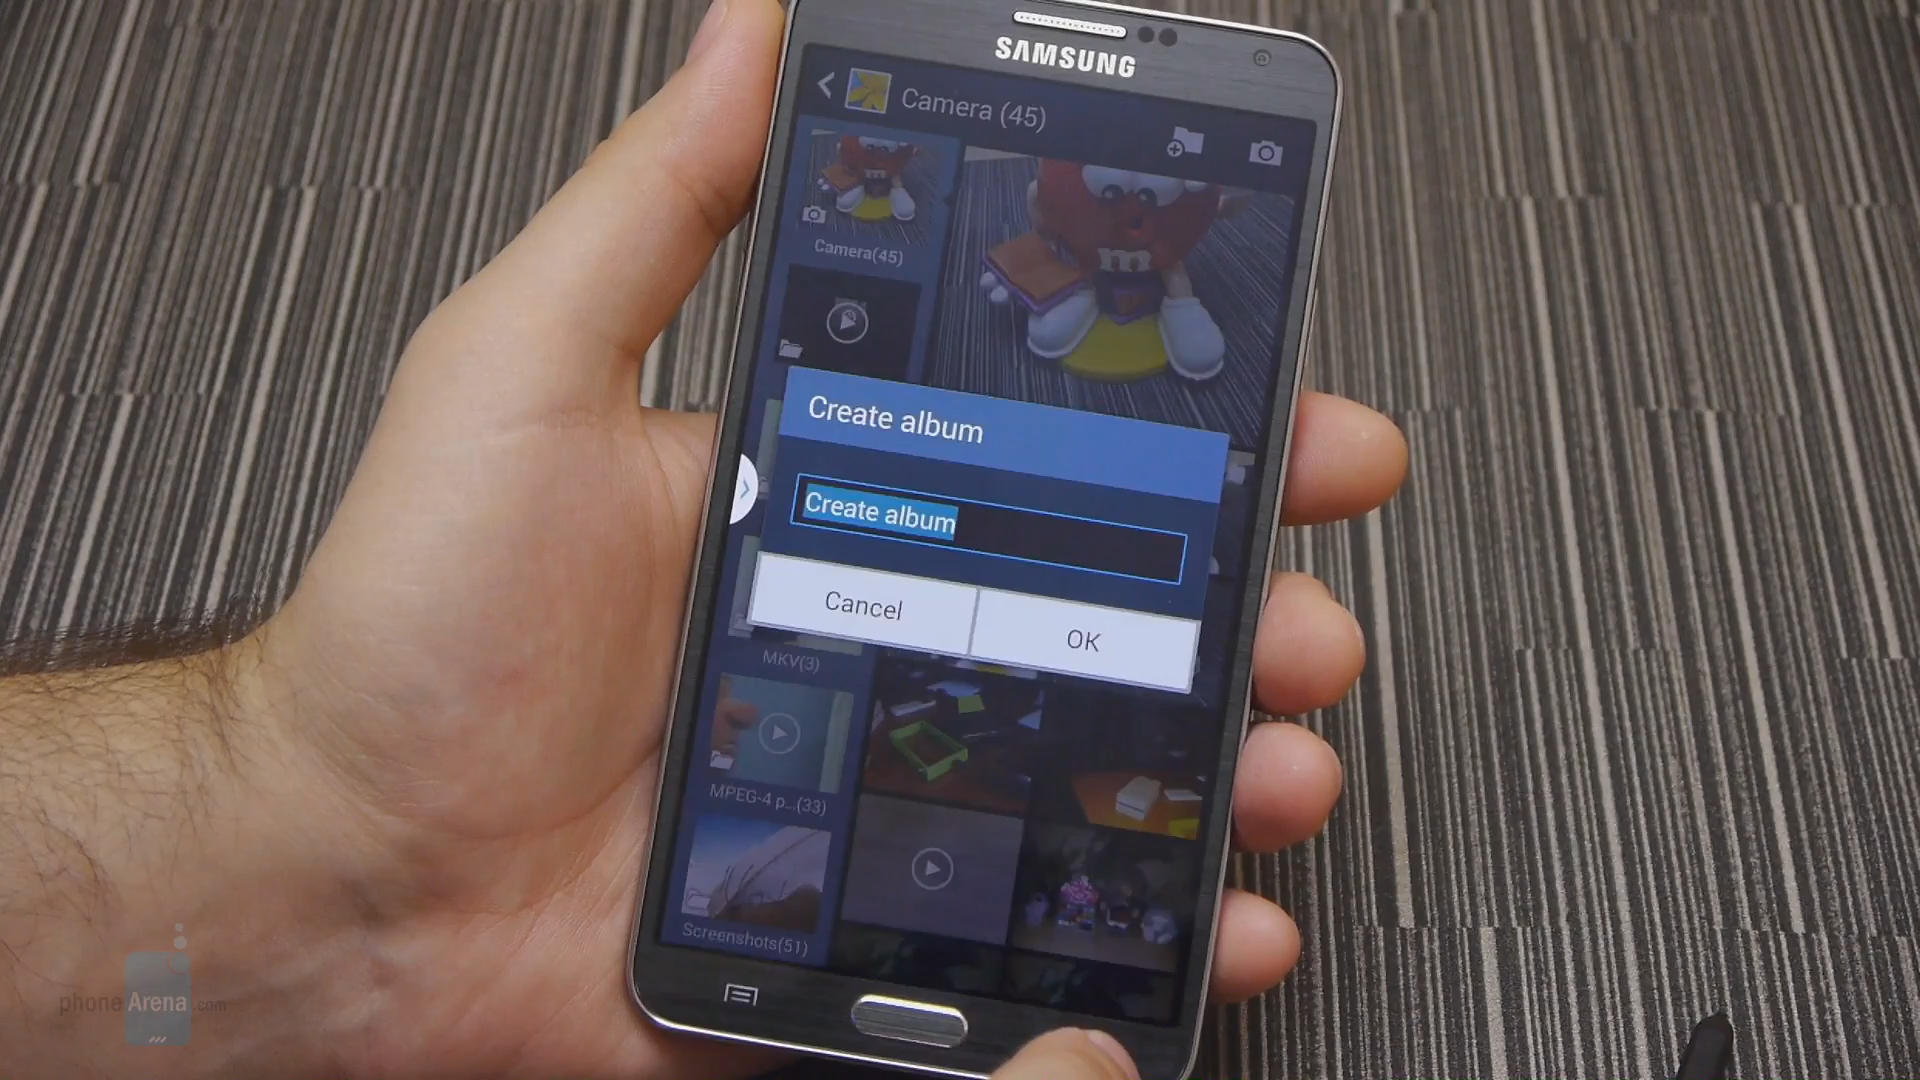 SAMSUNG
Camera (45)
Camera(45)
m
Create album
Create album
Cancel
OK
MKV(3)
MPEG-4 p...(33)
Screenshots(51)
phoneArena.com